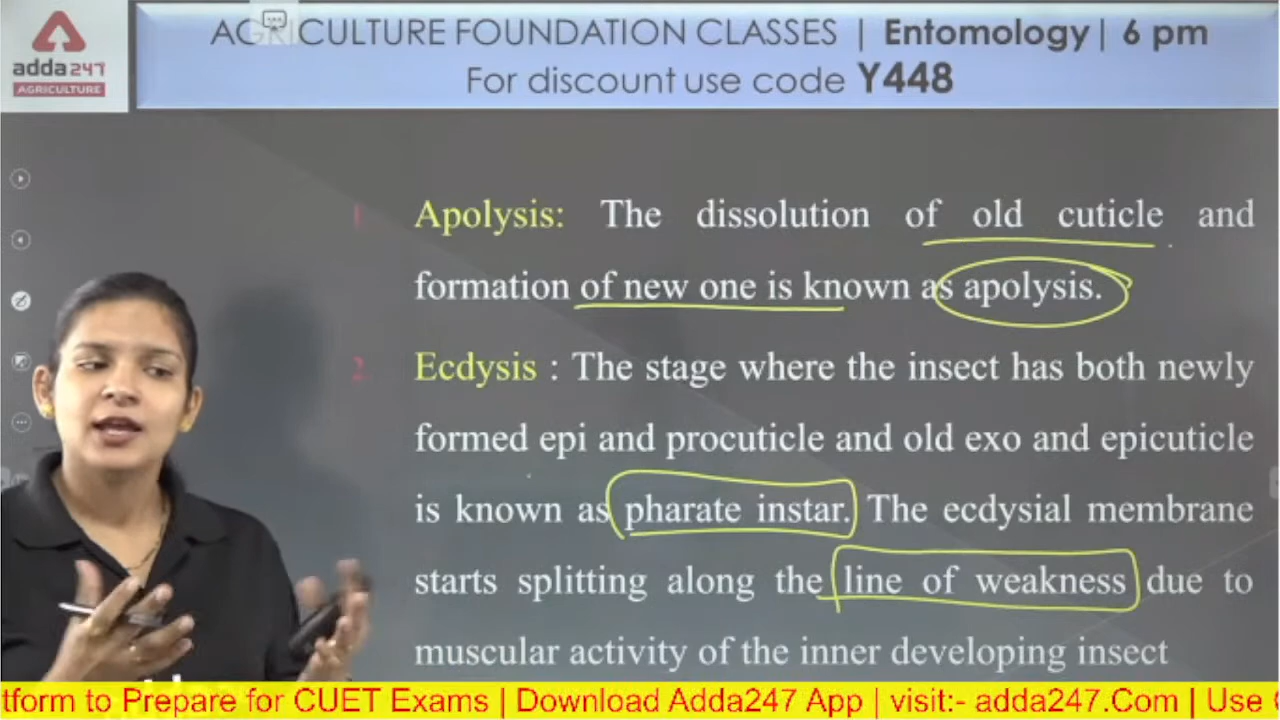 AGRICULTURE FOUNDATION CLASSES | Entomology | 6 pm
For discount use code Y448
adda247
AGRICULTURE
1 Apolysis: The dissolution of old cuticle and
formation of new one is known as apolysis.
2 Ecdysis : The stage where the insect has both newly
formed epi and procuticle and old exo and epicuticle
is known as pharate instar. The ecdysial membrane
starts splitting along the line of weakness due to
muscular activity of the inner developing insect
tform to Prepare for CUET Exams | Download Adda247 App | visit:- adda247.Com | Use